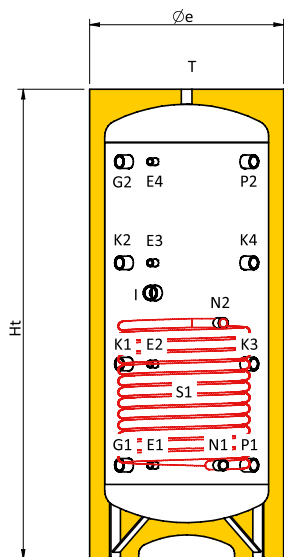 Øe
T
G2 E4 P2
K2 E3 K4
I
N2
K1 E2 K3
S1
G1 E1 N1 P1
Ht